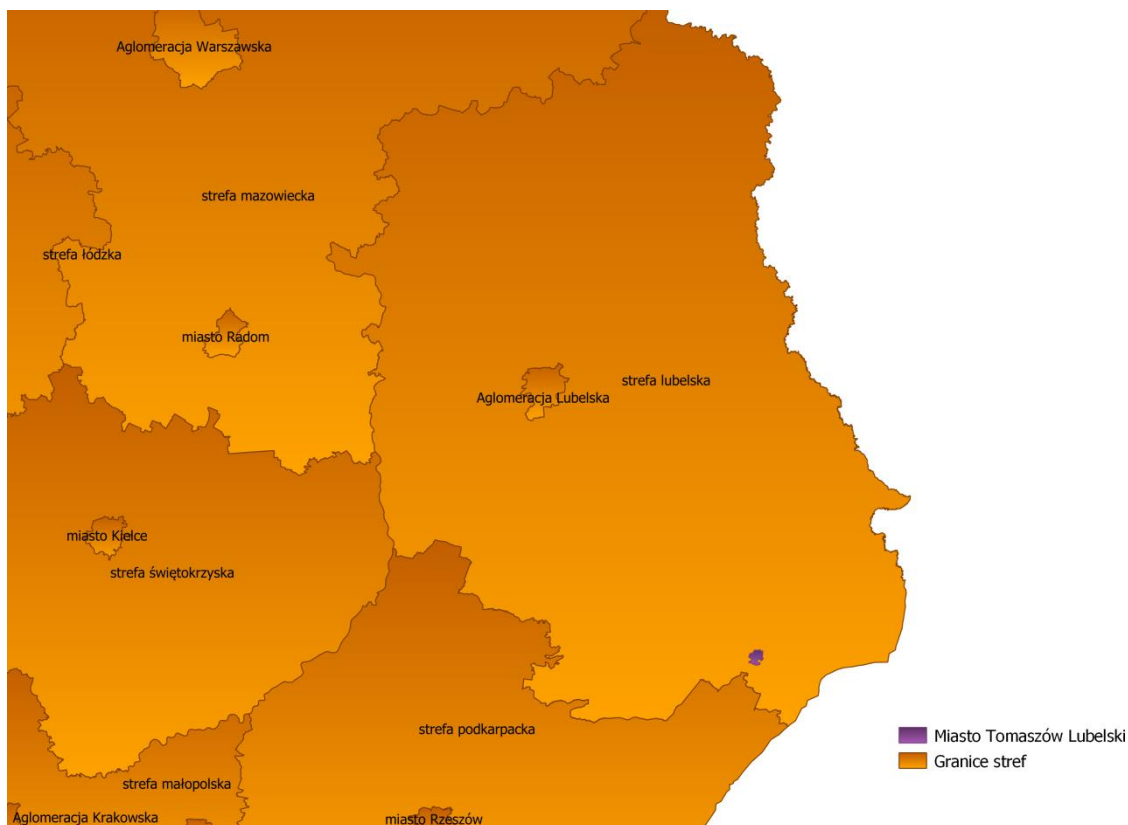 Aglomeracja Warszawska
strefa mazowiecka
strefa łódzka
miasto Radom
strefa lubelska
Aglomeracja Lubelska
miasto Kielce
strefa świętokrzyska
strefa podkarpacka
Miasto Tomaszów Lubelski
Granice stref
strefa małopolska
Aglomeracja Krakowska
miasto Rzeszów